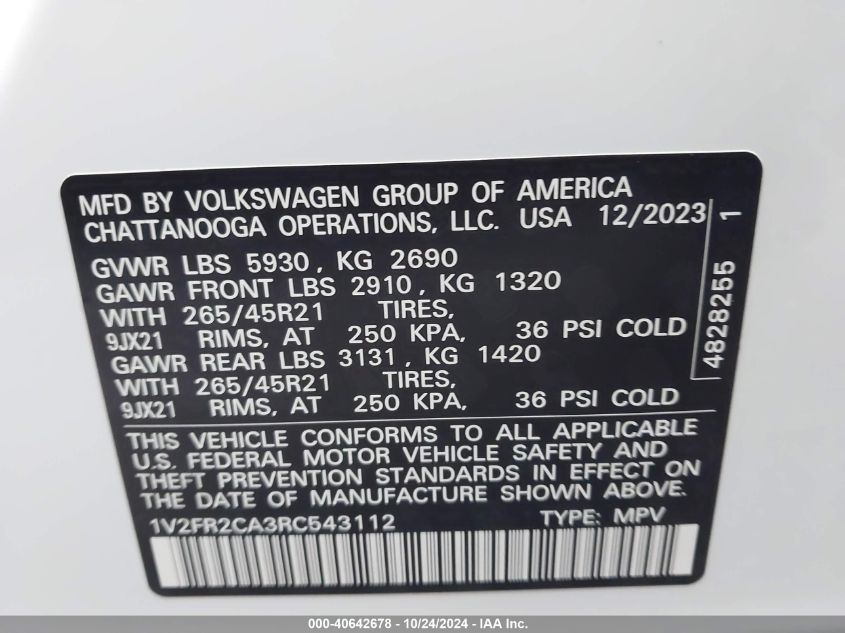 MFD BY VOLKSWAGEN GROUP OF AMERICA
CHATTANOOGA OPERATIONS, LLC. USA 12/2023
GVWR LBS 5930, KG 2690
GAWR FRONT LBS 2910, KG 1320
WITH 265/45R21 TIRES,
9JX21 RIMS, AT 250 KPA, 36 PSI COLD
GAWR REAR LBS 3131, KG 1420
WITH 265/45R21 TIRES,
9JX21 RIMS, AT 250 KPA, 36 PSI COLD
4828255 1
THIS VEHICLE CONFORMS TO ALL APPLICABLE
U.S. FEDERAL MOTOR VEHICLE SAFETY AND
THEFT PREVENTION STANDARDS IN EFFECT ON
THE DATE OF MANUFACTURE SHOWN ABOVE.
1V2FR2CA3RC543112 TYPE: MPV
000-40642678 - 10/24/2024 - IAA Inc.